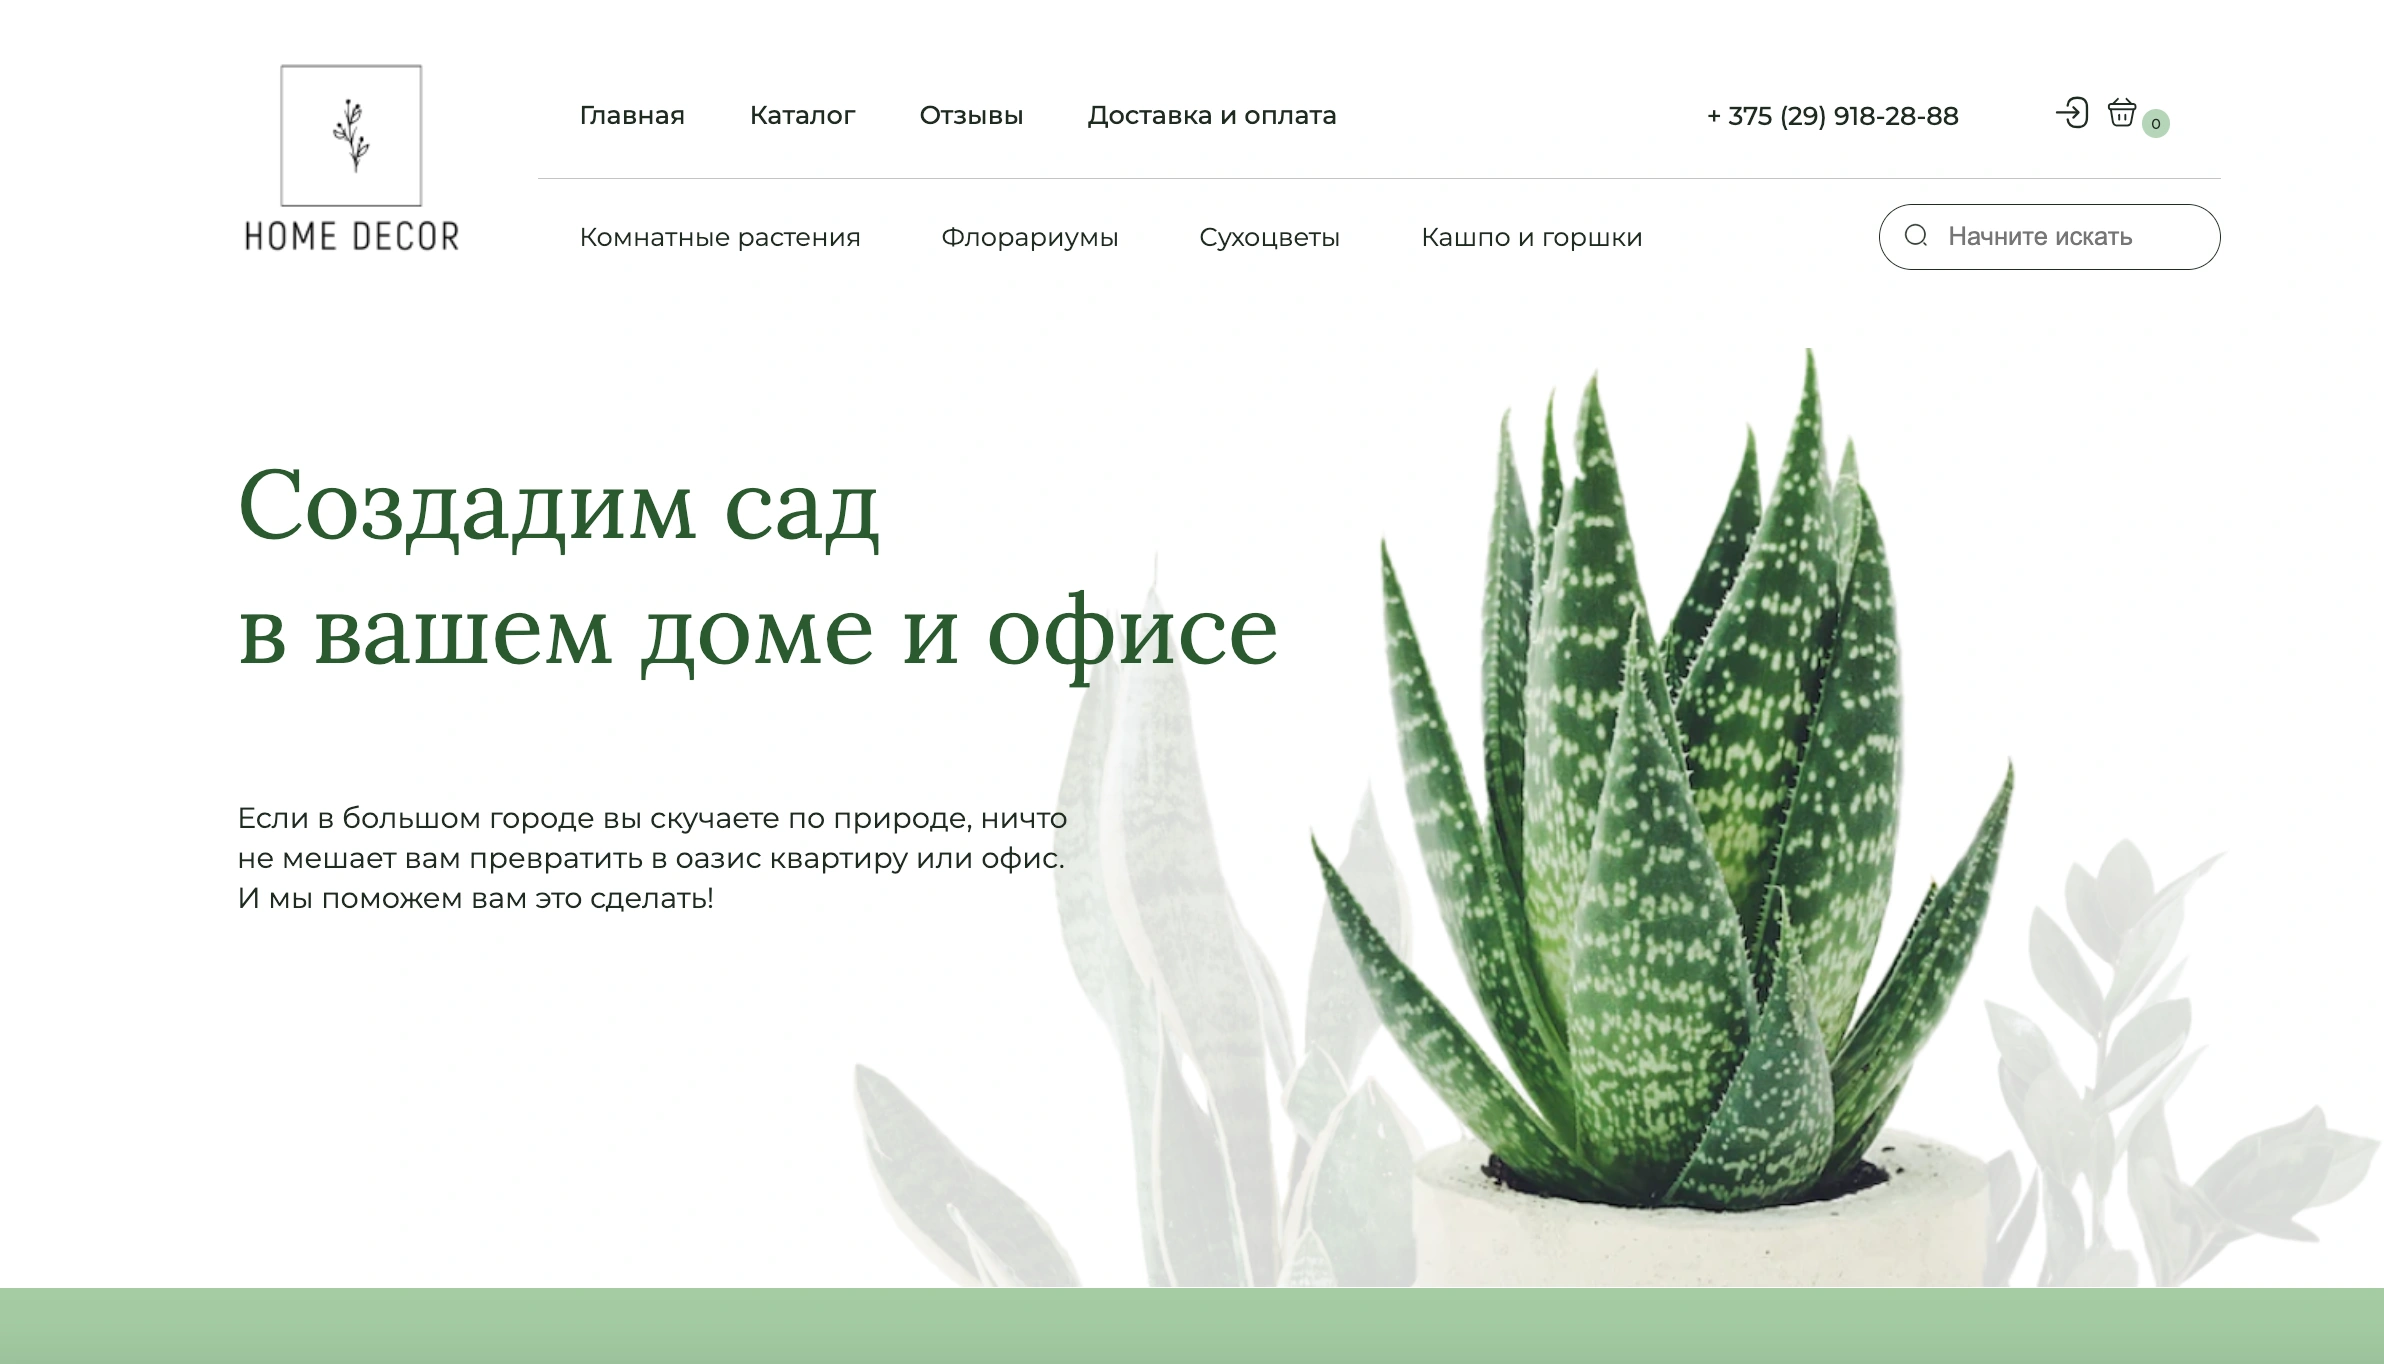 HOME DECOR
Главная Каталог Отзывы Доставка и оплата + 375 (29) 918-28-88 0
Комнатные растения Флорариумы Сухоцветы Кашпо и горшки Начните искать
Создадим сад
в вашем доме и офисе
Если в большом городе вы скучаете по природе, ничто
не мешает вам превратить в оазис квартиру или офис.
И мы поможем вам это сделать!